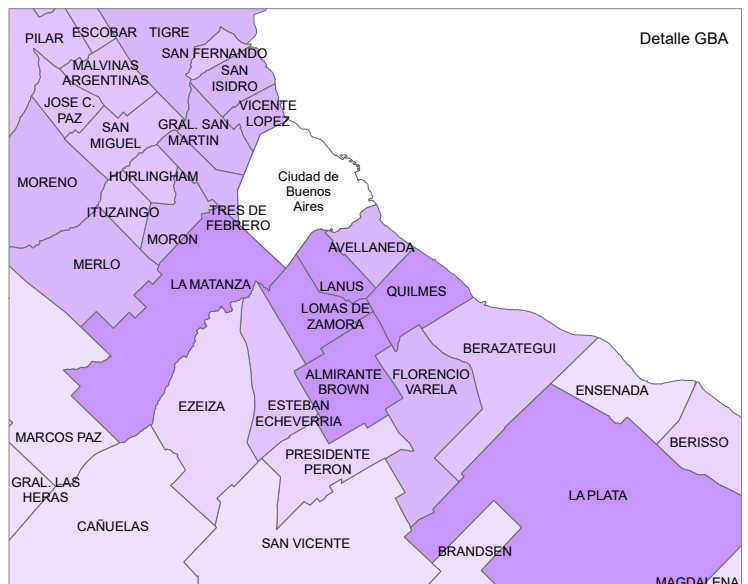 Detalle GBA
PILAR
ESCOBAR
TIGRE
SAN FERNANDO
MALVINAS
ARGENTINAS
SAN
ISIDRO
JOSE C.
PAZ
VICENTE
LOPEZ
SAN
MIGUEL
GRAL. SAN
MARTIN
Ciudad de
Buenos
Aires
MORENO
HURLINGHAM
ITUZAINGO
TRES DE
FEBRERO
MORON
AVELLANEDA
MERLO
LA MATANZA
LANUS
QUILMES
LOMAS DE
ZAMORA
BERAZATEGUI
ALMIRANTE
BROWN
FLORENCIO
VARELA
ENSENADA
EZEIZA
ESTEBAN
ECHEVERRIA
MARCOS PAZ
BERISSO
PRESIDENTE
PERON
GRAL. LAS
HERAS
LA PLATA
CAÑUELAS
SAN VICENTE
BRANDSEN
MAGDALENA